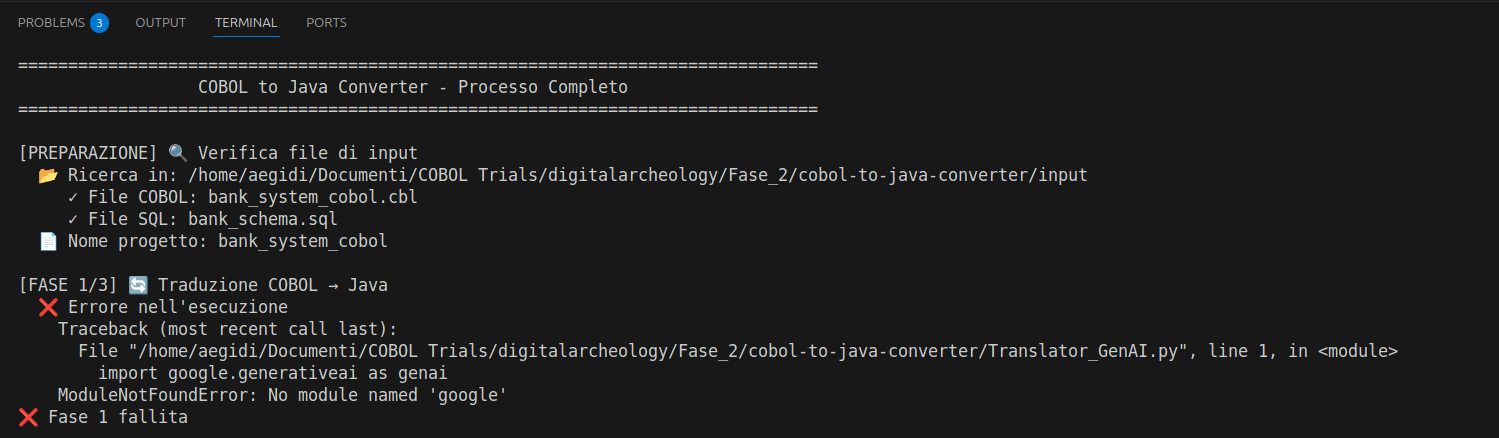 PROBLEMS 3 OUTPUT TERMINAL PORTS
================================================================================
COBOL to Java Converter - Processo Completo
================================================================================
[PREPARAZIONE] 🔍 Verifica file di input
📂 Ricerca in: /home/aegidi/Documenti/COBOL Trials/digitalarcheology/Fase_2/cobol-to-java-converter/input
✓ File COBOL: bank_system_cobol.cbl
✓ File SQL: bank_schema.sql
📄 Nome progetto: bank_system_cobol
[FASE 1/3] 🔄 Traduzione COBOL → Java
❌ Errore nell'esecuzione
Traceback (most recent call last):
File "/home/aegidi/Documenti/COBOL Trials/digitalarcheology/Fase_2/cobol-to-java-converter/Translator_GenAI.py", line 1, in <module>
import google.generativeai as genai
ModuleNotFoundError: No module named 'google'
❌ Fase 1 fallita